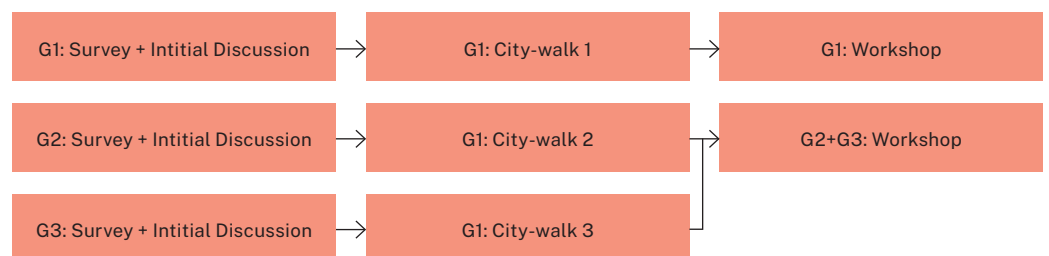 G1: Survey + Intitial Discussion
G1: City-walk 1
G1: Workshop
G2: Survey + Intitial Discussion
G1: City-walk 2
G2+G3: Workshop
G3: Survey + Intitial Discussion
G1: City-walk 3